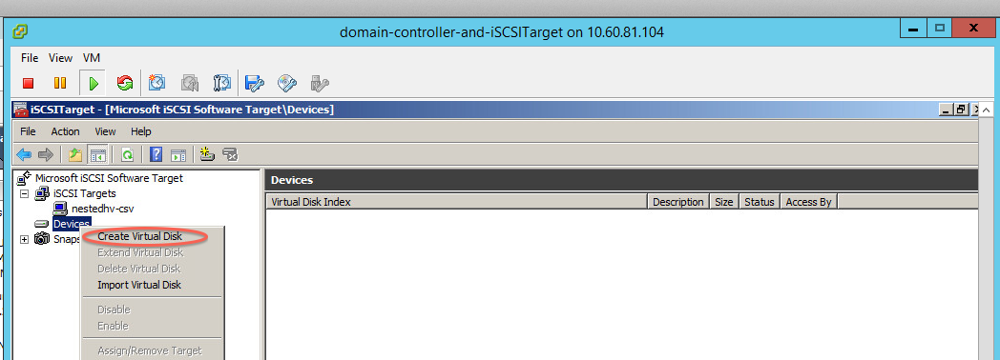 domain-controller-and-iSCSITarget on 10.60.81.104
File View VM
iSCSITarget - [Microsoft iSCSI Software Target\Devices]
File Action View Help
Microsoft iSCSI Software Target
iSCSI Targets
nestedhv-csv
Devices
Snaps
Create Virtual Disk
Extend Virtual Disk
Delete Virtual Disk
Import Virtual Disk
Disable
Enable
Assign/Remove Target
Devices
Virtual Disk Index Description Size Status Access By